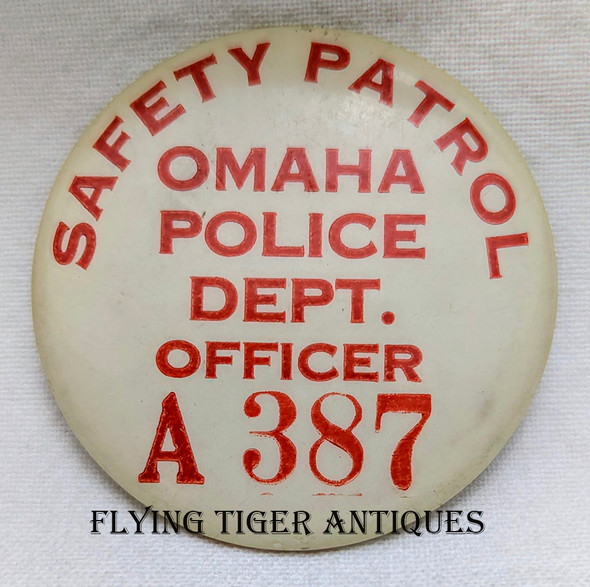 SAFETY PATROL
OMAHA
POLICE
DEPT.
OFFICER
A 387
FLYING TIGER ANTIQUES